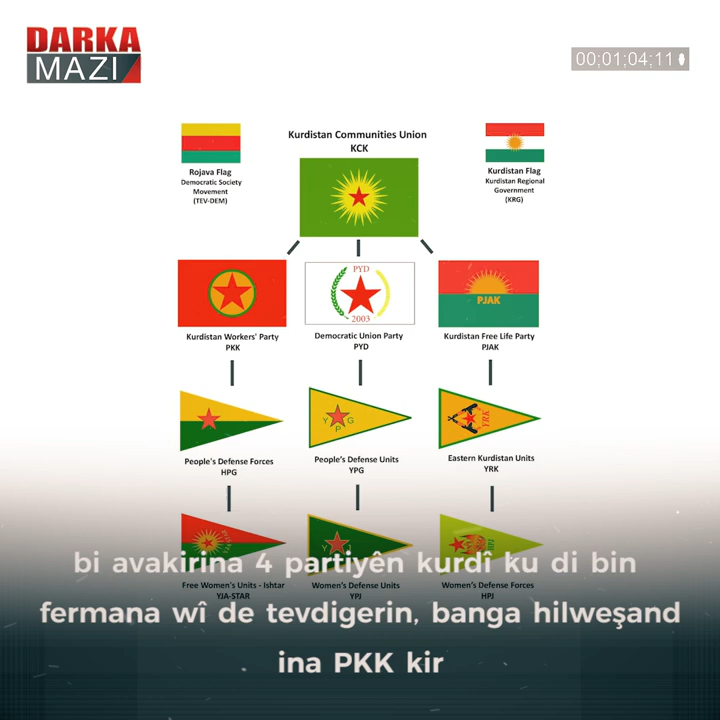 DARKA
MAZI
00;01;04;11
Kurdistan Communities Union
KCK
Rojava Flag
Democratic Society
Movement
(TEV-DEM)
Kurdistan Flag
Kurdistan Regional
Government
(KRG)
PYD
2003
PJAK
Kurdistan Workers' Party
PKK
Democratic Union Party
PYD
Kurdistan Free Life Party
PJAK
Y P G
YRK
People's Defense Forces
HPG
People's Defense Units
YPG
Eastern Kurdistan Units
YRK
bi avakirina 4 partiyên kurdî ku di bin
Free Women's Units - Ishtar
YJA-STAR
Women's Defense Units
YPJ
Women's Defense Forces
HPJ
fermana wî de tevdigerin, banga hilweşand
ina PKK kir